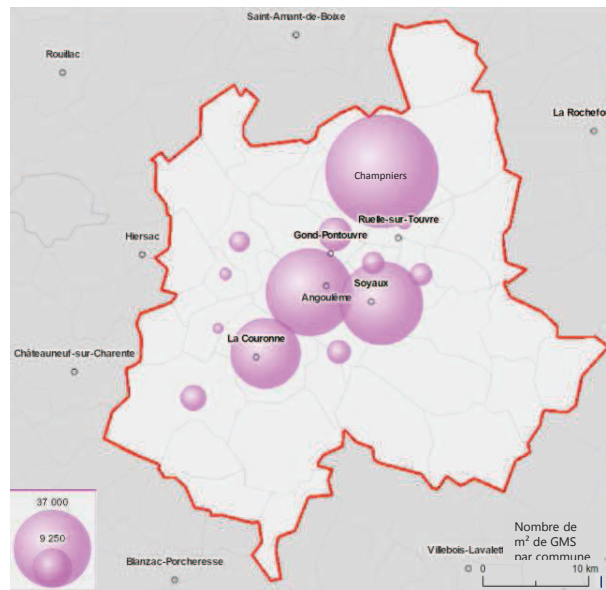 Saint-Amant-de-Boixe
Rouillac
La Rochefo
Champniers
Ruelle-sur-Touvre
Gond-Pontouvre
Hiersac
Soyaux
Angoulême
La Couronne
Châteauneuf-sur-Charente
37 000
9 250
Nombre de
m² de GMS
par commune
Villebois-Lavalett
Blanzac-Porcheresse
0 10 km